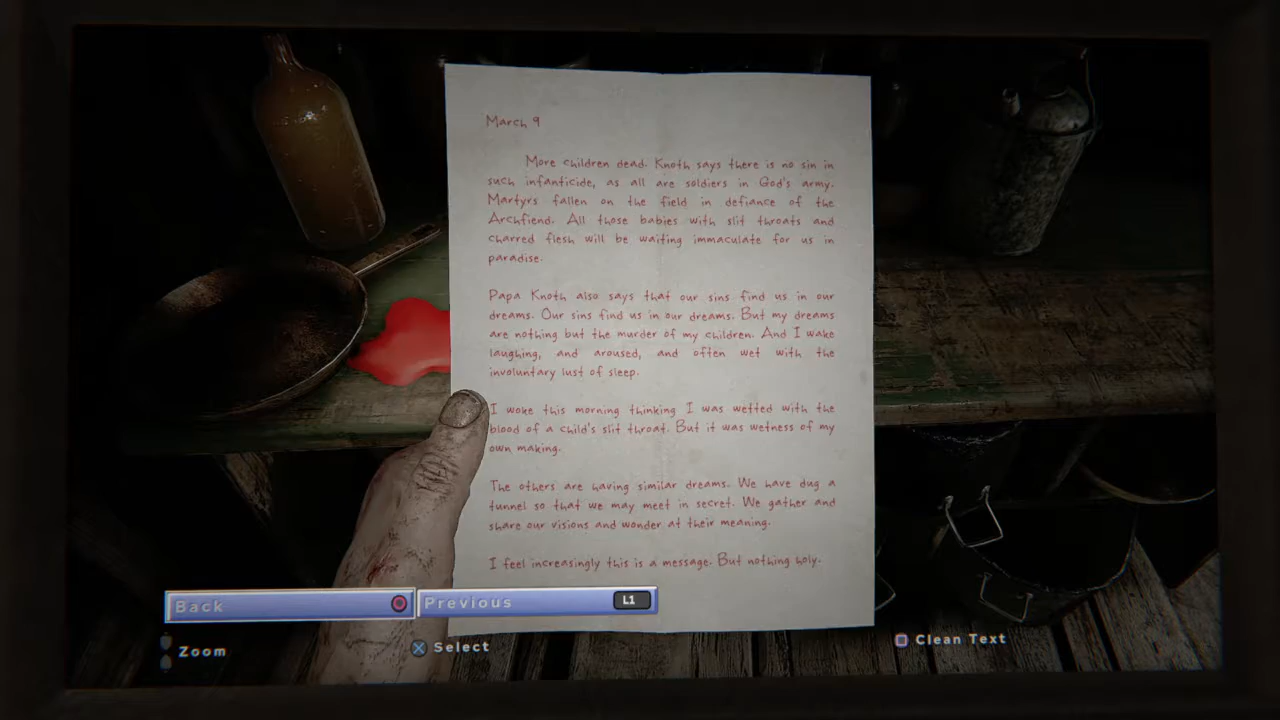 March 9
More children dead. Knoth says there is no sin in
such infanticide, as all are soldiers in God's army.
Martyrs fallen on the field in defiance of the
Archfiend. All those babies with slit throats and
charred flesh will be waiting immaculate for us in
paradise.
Papa Knoth also says that our sins find us in our
dreams. Our sins find us in our dreams. But my dreams
are nothing but the murder of my children. And I wake
laughing, and aroused, and often wet with the
involuntary lust of sleep.
I woke this morning thinking I was wetted with the
blood of a child's slit throat. But it was wetness of my
own making.
The others are having similar dreams. We have dug a
tunnel so that we may meet in secret. We gather and
share our visions and wonder at their meaning.
I feel increasingly this is a message. But nothing holy.
Back
Previous L1
Zoom
Select
Clean Text